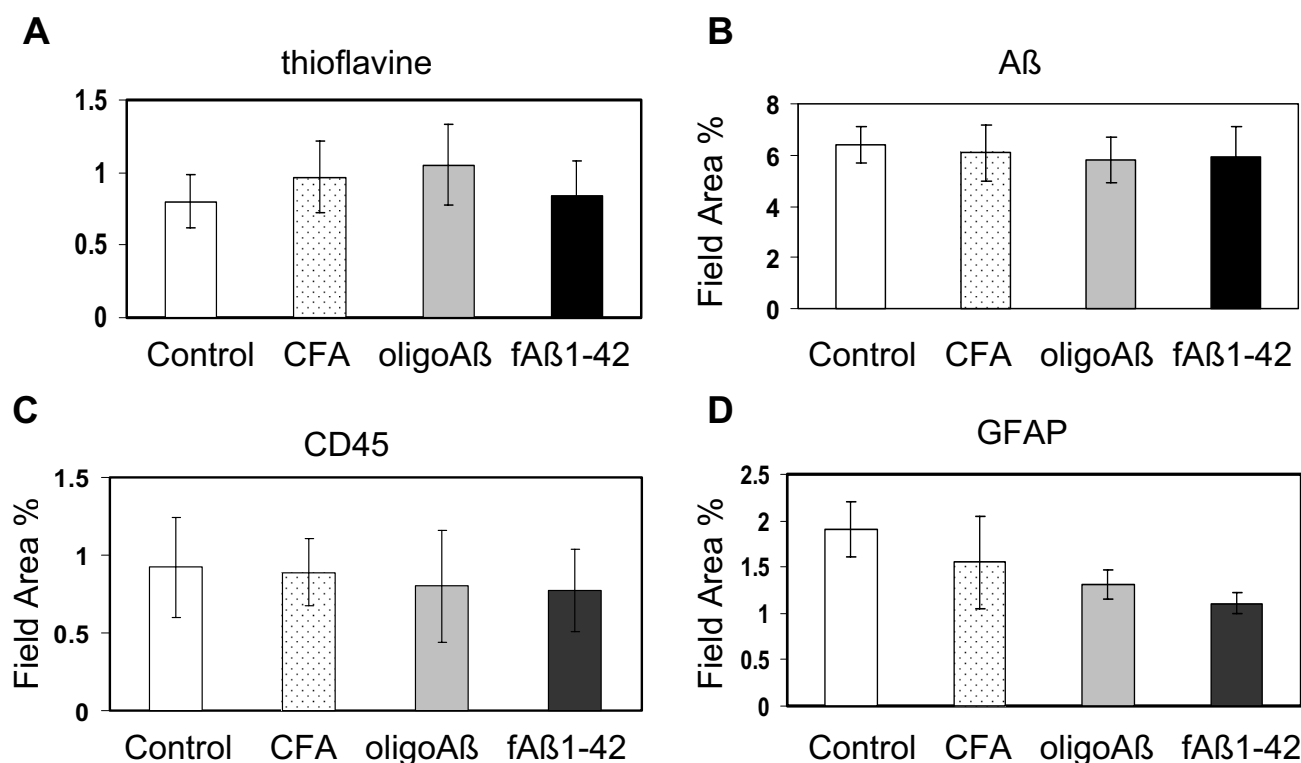 A
thioflavine
1.5
1
0.5
0
Control CFA oligoAß fAß1-42
B
Aß
Field Area %
8
6
4
2
0
Control CFA oligoAß fAß1-42
C
CD45
Field Area %
1.5
1
0.5
0
Control CFA oligoAß fAß1-42
D
GFAP
Field Area %
2.5
2
1.5
1
0.5
0
Control CFA oligoAß fAß1-42